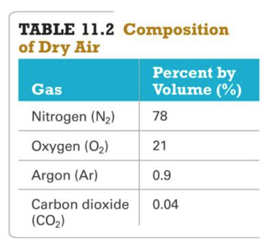 TABLE 11.2 Composition
of Dry Air
Gas
Percent by
Volume (%)
Nitrogen (N₂) 78
Oxygen (O₂) 21
Argon (Ar) 0.9
Carbon dioxide 0.04
(CO₂)